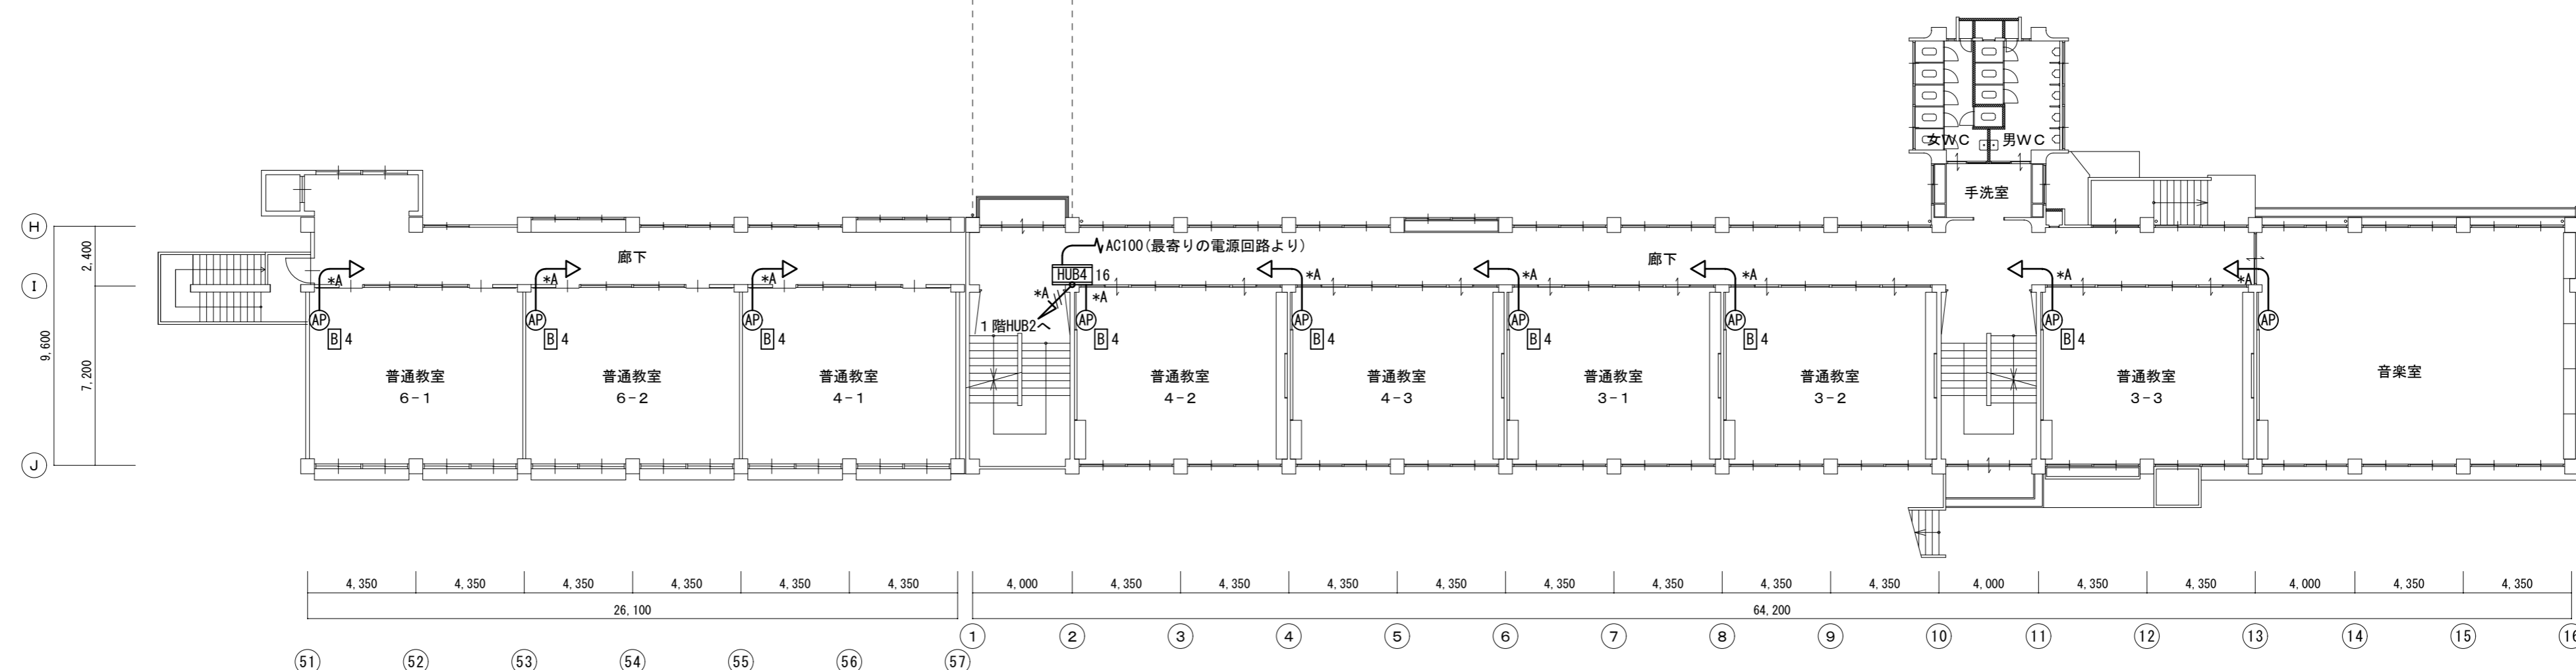 女WC
男WC
手洗室
H
I
J
2,400
7,200
9,600
廊下
AC100(最寄りの電源回路より)
HUB4 16
*A
*A
1階HUB2へ
廊下
*A
*A
*A
*A
*A
*A
*A
*A
AP
AP
AP
AP
AP
AP
AP
AP
AP
B 4
B 4
B 4
B 4
B 4
B 4
B 4
B 4
普通教室
6-1
普通教室
6-2
普通教室
4-1
普通教室
4-2
普通教室
4-3
普通教室
3-1
普通教室
3-2
普通教室
3-3
音楽室
4,350 4,350 4,350 4,350 4,350 4,350 4,000 4,350 4,350 4,350 4,350 4,350 4,350 4,350 4,350 4,000 4,350 4,350 4,000 4,350 4,350
26,100 64,200
1 2 3 4 5 6 7 8 9 10 11 12 13 14 15 16
51 52 53 54 55 56 57